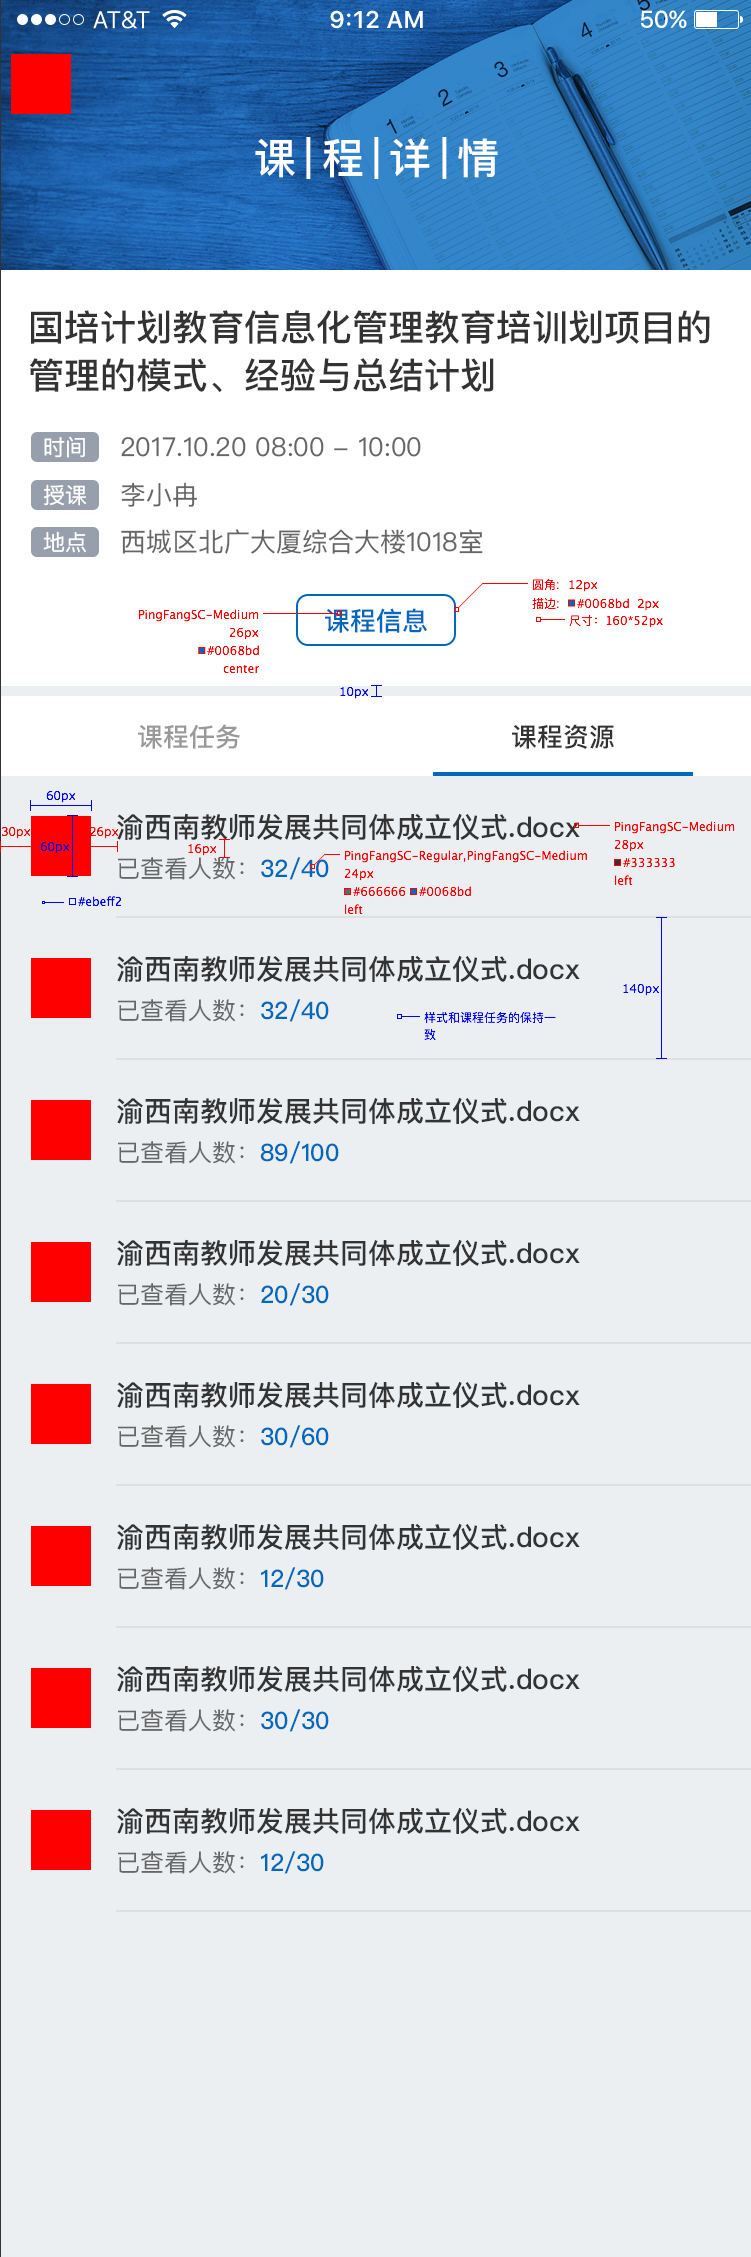 AT&T 9:12 AM 50%
1 2 3 4 5
课|程|详|情
国培计划教育信息化管理教育培训划项目的
管理的模式、经验与总结计划
时间 2017.10.20 08:00 – 10:00
授课 李小冉
地点 西城区北广大厦综合大楼1018室
圆角: 12px
描边: #0068bd 2px
尺寸: 160*52px
PingFangSC-Medium
26px
#0068bd
center
课程信息
10px
课程任务 课程资源
60px
30px 60px 26px
#ebeff2
渝西南教师发展共同体成立仪式.docx
16px
已查看人数: 32/40
PingFangSC-Medium
28px
#333333
left
PingFangSC-Regular,PingFangSC-Medium
24px
#666666 #0068bd
left
渝西南教师发展共同体成立仪式.docx
已查看人数: 32/40
140px
样式和课程任务的保持一
致
渝西南教师发展共同体成立仪式.docx
已查看人数: 89/100
渝西南教师发展共同体成立仪式.docx
已查看人数: 20/30
渝西南教师发展共同体成立仪式.docx
已查看人数: 30/60
渝西南教师发展共同体成立仪式.docx
已查看人数: 12/30
渝西南教师发展共同体成立仪式.docx
已查看人数: 30/30
渝西南教师发展共同体成立仪式.docx
已查看人数: 12/30